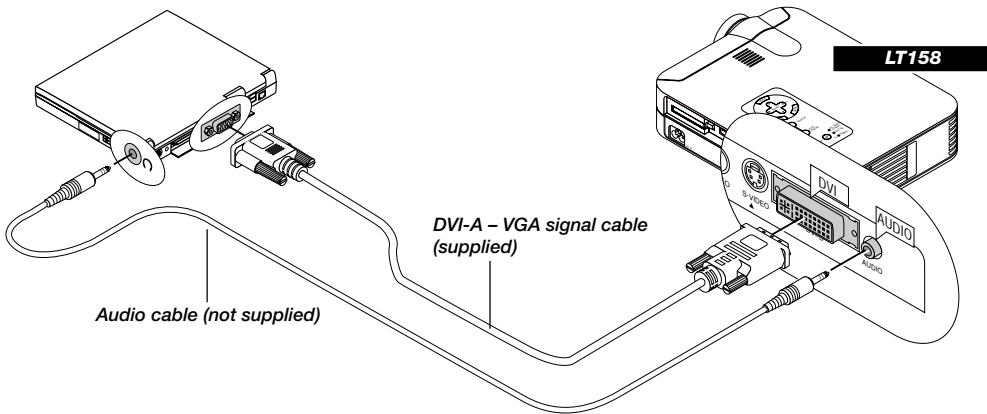 LT158
DVI
S-VIDEO
AUDIO
AUDIO
DVI-A – VGA signal cable
(supplied)
Audio cable (not supplied)